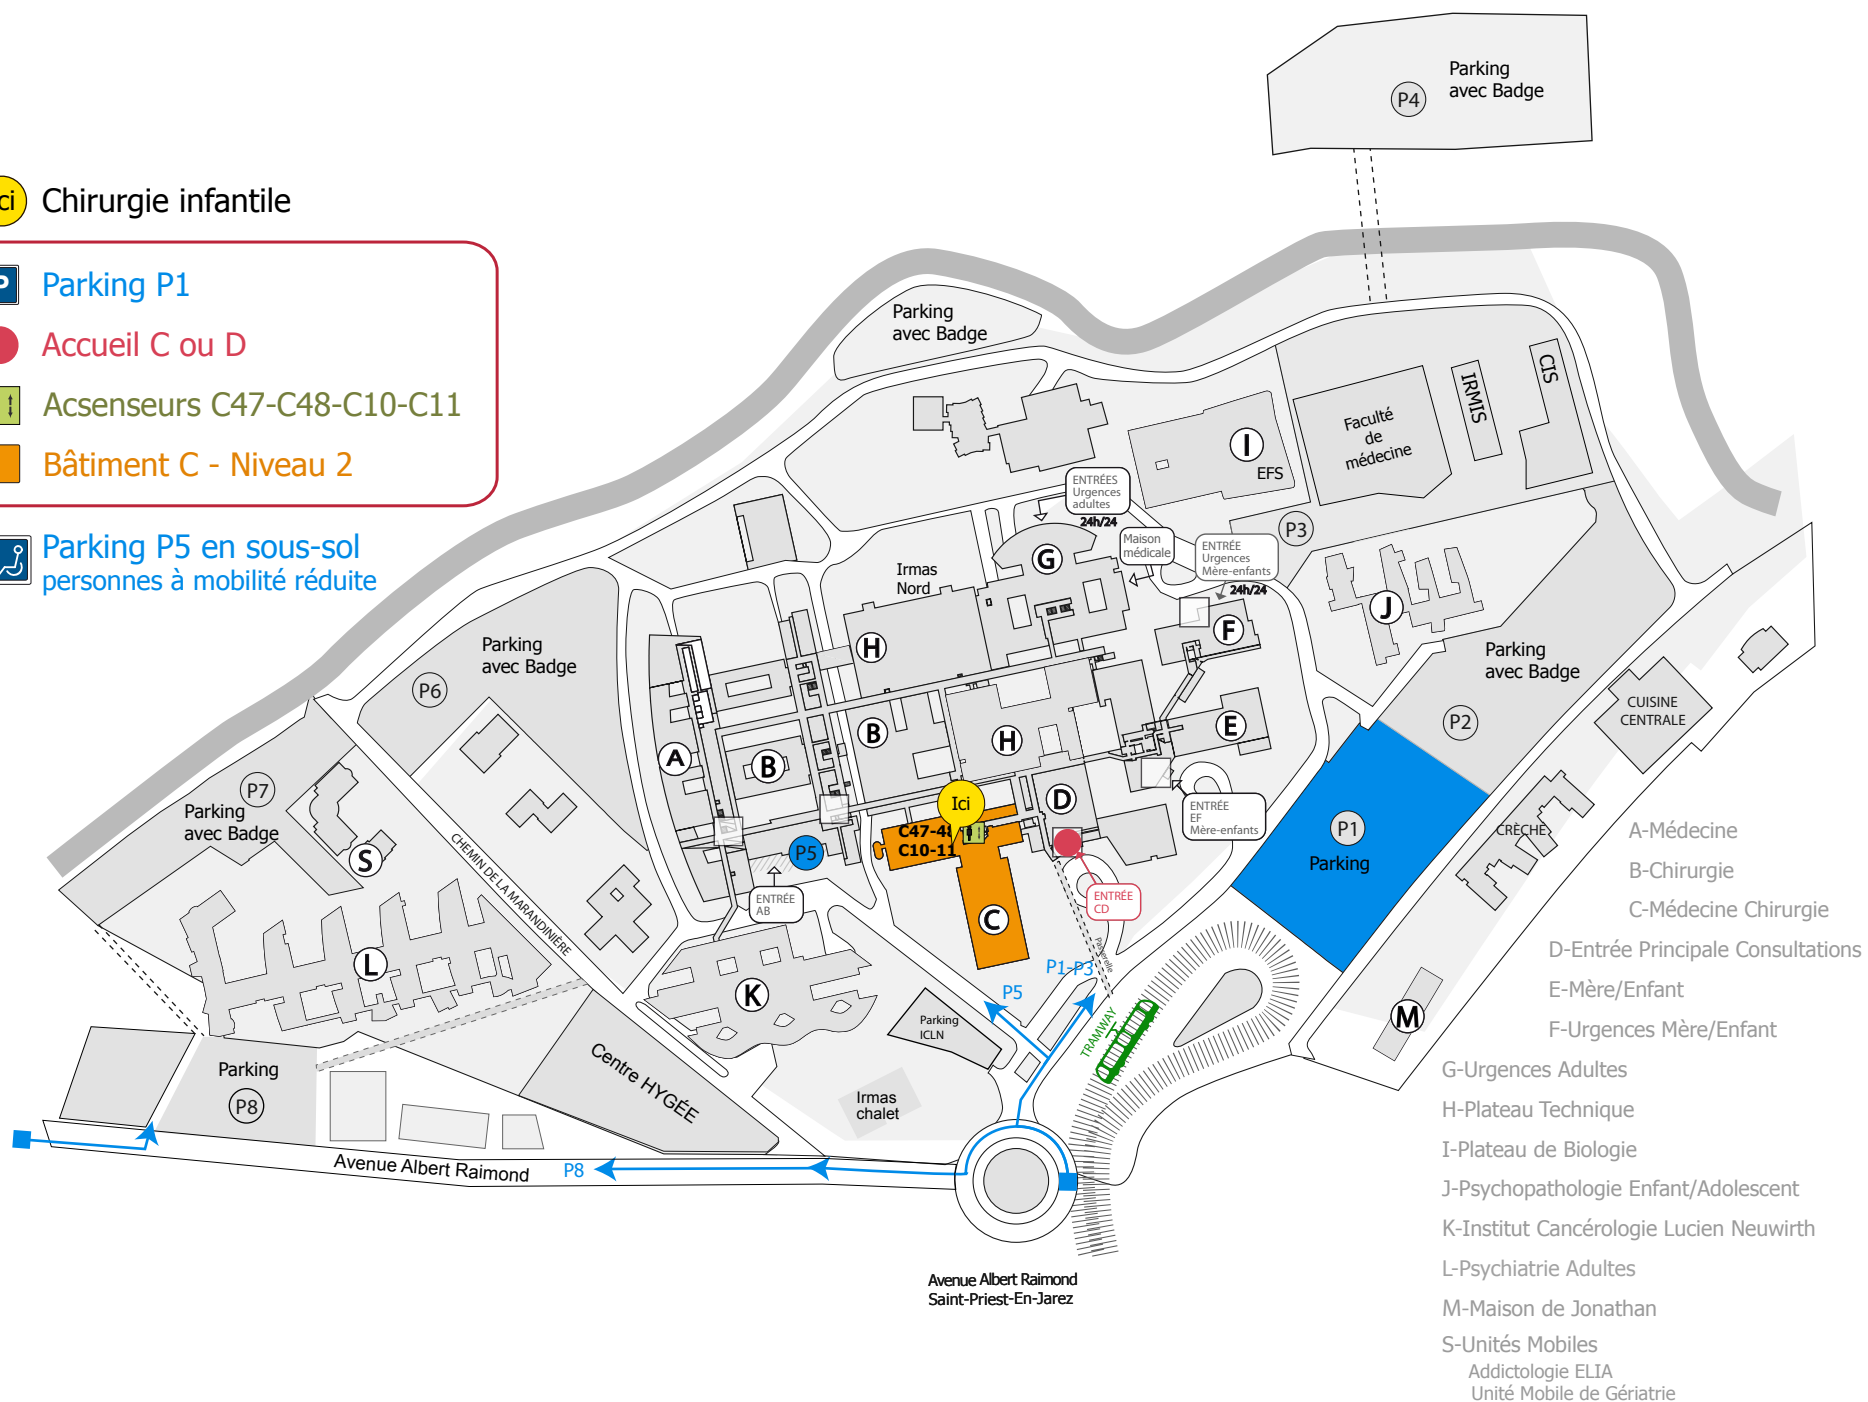 Parking
avec Badge
P4
ci
Chirurgie infantile
P
Parking P1
Accueil C ou D
Acsenseurs C47-C48-C10-C11
Bâtiment C - Niveau 2
Parking P5 en sous-sol
personnes à mobilité réduite
Parking
avec Badge
IRMIS
CIS
Faculté
de
médecine
I
EFS
ENTRÉES
Urgences
adultes
24h/24
Maison
médicale
ENTRÉE
Urgences
Mère-enfants
24h/24
P3
G
Irmas
Nord
J
F
H
Parking
avec Badge
P6
Parking
avec Badge
P2
CUISINE
CENTRALE
E
B
H
A
B
P7
Parking
avec Badge
D
Ici
ENTRÉE
EF
Mère-enfants
P1
Parking
CRÈCHE
C47-48
C10-11
P5
S
CHEMIN DE LA MARANDINIÈRE
ENTRÉE
AB
ENTRÉE
CD
C
Passerelle
L
K
P1-P3
P5
M
Parking
ICLN
TRAMWAY
Centre HYGÉE
Irmas
chalet
Parking
P8
Avenue Albert Raimond
P8
Avenue Albert Raimond
Saint-Priest-En-Jarez
A-Médecine
B-Chirurgie
C-Médecine Chirurgie
D-Entrée Principale Consultations
E-Mère/Enfant
F-Urgences Mère/Enfant
G-Urgences Adultes
H-Plateau Technique
I-Plateau de Biologie
J-Psychopathologie Enfant/Adolescent
K-Institut Cancérologie Lucien Neuwirth
L-Psychiatrie Adultes
M-Maison de Jonathan
S-Unités Mobiles
Addictologie ELIA
Unité Mobile de Gériatrie